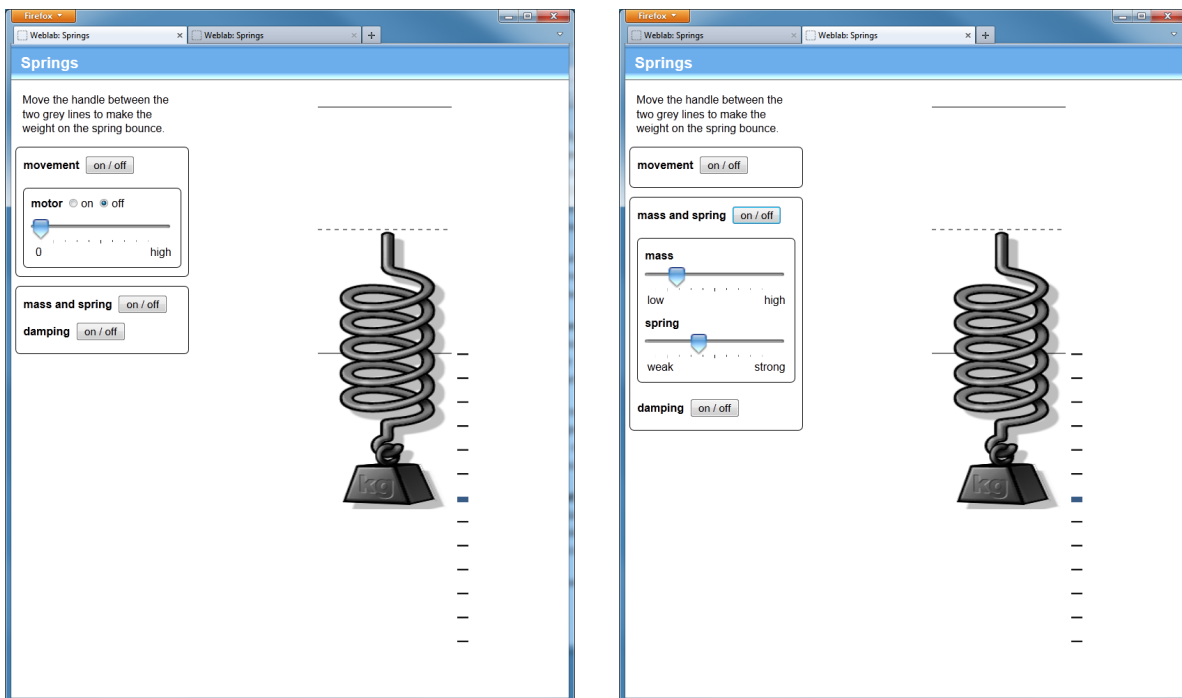 Firefox
Weblab: Springs
Weblab: Springs
Springs
Move the handle between the
two grey lines to make the
weight on the spring bounce.
movement on / off
motor on off
0 high
mass and spring on / off
damping on / off
kg
Firefox
Weblab: Springs
Weblab: Springs
Springs
Move the handle between the
two grey lines to make the
weight on the spring bounce.
movement on / off
mass and spring on / off
mass
low high
spring
weak strong
damping on / off
kg